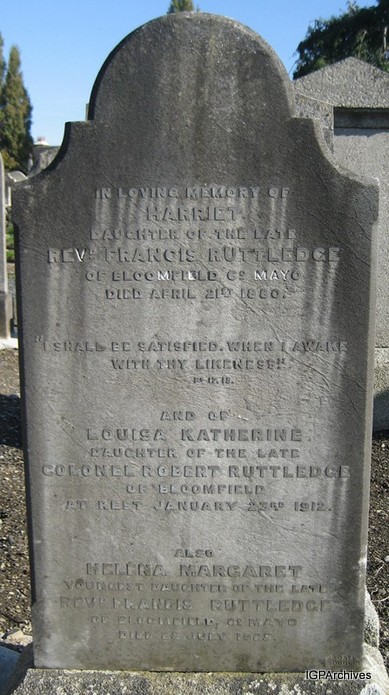 IN LOVING MEMORY OF
HARRIET
DAUGHTER OF THE LATE
REVD FRANCIS RUTTLEDGE
OF BLOOMFIELD Co MAYO
DIED APRIL 21st 1880.
"I SHALL BE SATISFIED, WHEN I AWAKE
WITH THY LIKENESS".
AND OF
LOUISA KATHERINE
DAUGHTER OF THE LATE
COLONEL ROBERT RUTTLEDGE
OF BLOOMFIELD
AT REST JANUARY 23rd 1912.
ALSO
HELENA MARGARET
YOUNGEST DAUGHTER OF THE LATE
REVD FRANCIS RUTTLEDGE
OF BLOOMFIELD, Co MAYO
DIED JULY
IGPArchives